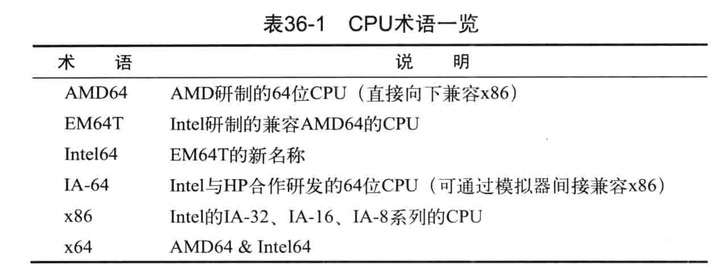 表36-1 CPU术语一览
术 语 说 明
AMD64 AMD研制的64位CPU（直接向下兼容x86）
EM64T Intel研制的兼容AMD64的CPU
Intel64 EM64T的新名称
IA-64 Intel与HP合作研发的64位CPU（可通过模拟器间接兼容x86）
x86 Intel的IA-32、IA-16、IA-8系列的CPU
x64 AMD64 & Intel64